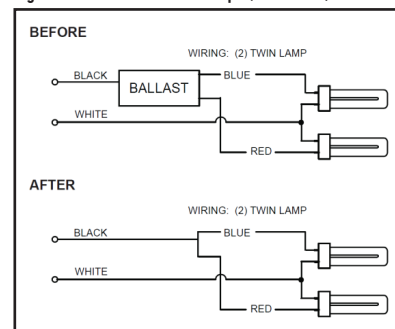 BEFORE
WIRING: (2) TWIN LAMP
BLACK
BLUE
BALLAST
WHITE
RED
AFTER
WIRING: (2) TWIN LAMP
BLACK
BLUE
WHITE
RED